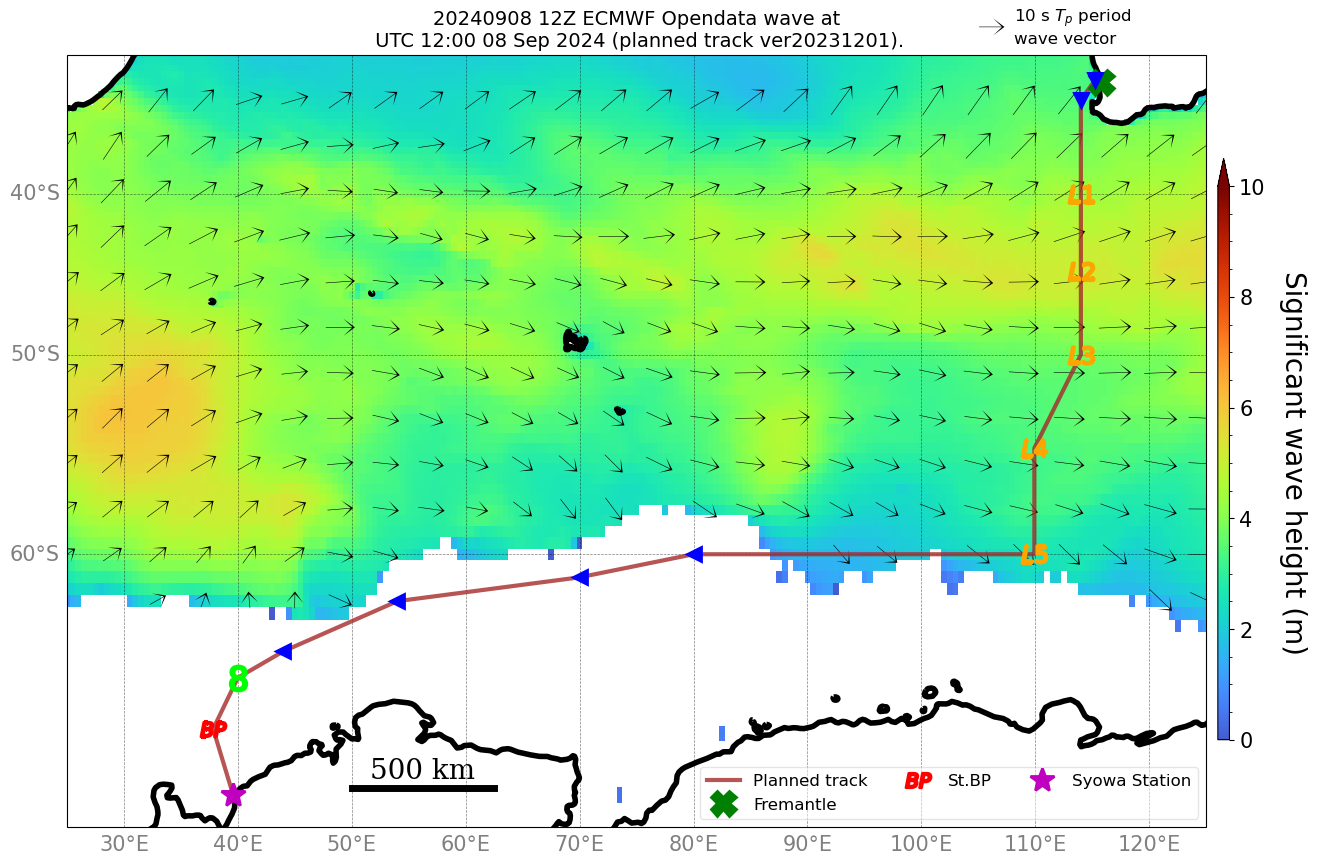 20240908 12Z ECMWF Opendata wave at
UTC 12:00 08 Sep 2024 (planned track ver20231201).
10 s Tp period
wave vector
40°S
50°S
60°S
L1
L2
L3
L4
L5
8
BP
500 km
Planned track
Fremantle
BP St.BP
Syowa Station
30°E 40°E 50°E 60°E 70°E 80°E 90°E 100°E 110°E 120°E
10
8
6
4
2
0
Significant wave height (m)